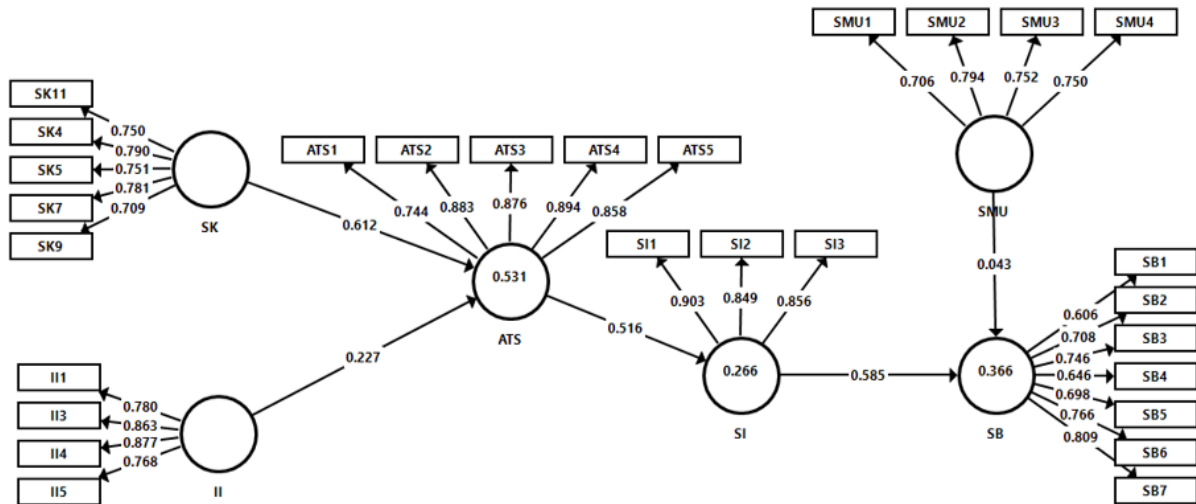 SMU1 SMU2 SMU3 SMU4
0.706 0.794 0.752 0.750
SMU
0.043
SK11
SK4
SK5
SK7
SK9
0.750
0.790
0.751
0.781
0.709
SK
0.612
ATS1 ATS2 ATS3 ATS4 ATS5
0.744 0.883 0.876 0.894 0.858
0.531
ATS
0.516
II1
II3
II4
II5
0.780
0.863
0.877
0.768
II
0.227
SI1 SI2 SI3
0.903 0.849 0.856
0.266
SI
0.585
0.366
SB
0.606
0.708
0.746
0.646
0.698
0.766
0.809
SB1
SB2
SB3
SB4
SB5
SB6
SB7